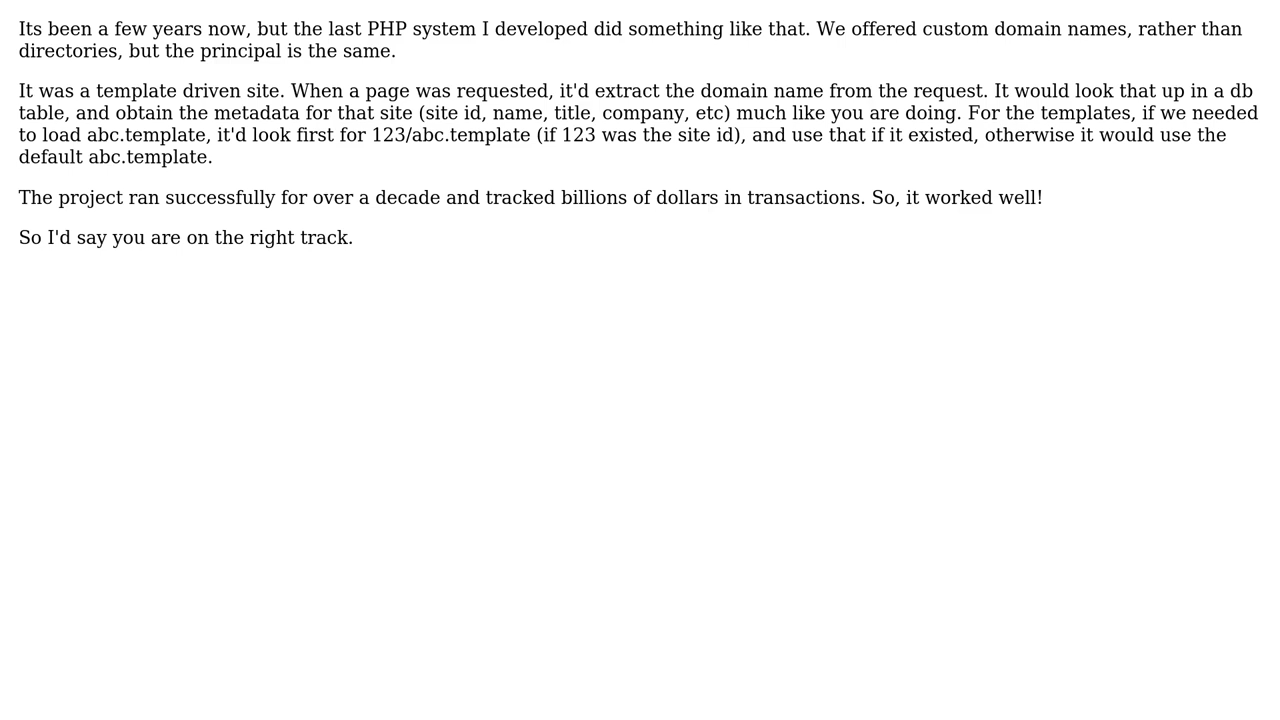 Its been a few years now, but the last PHP system I developed did something like that. We offered custom domain names, rather than
directories, but the principal is the same.
It was a template driven site. When a page was requested, it'd extract the domain name from the request. It would look that up in a db
table, and obtain the metadata for that site (site id, name, title, company, etc) much like you are doing. For the templates, if we needed
to load abc.template, it'd look first for 123/abc.template (if 123 was the site id), and use that if it existed, otherwise it would use the
default abc.template.
The project ran successfully for over a decade and tracked billions of dollars in transactions. So, it worked well!
So I'd say you are on the right track.